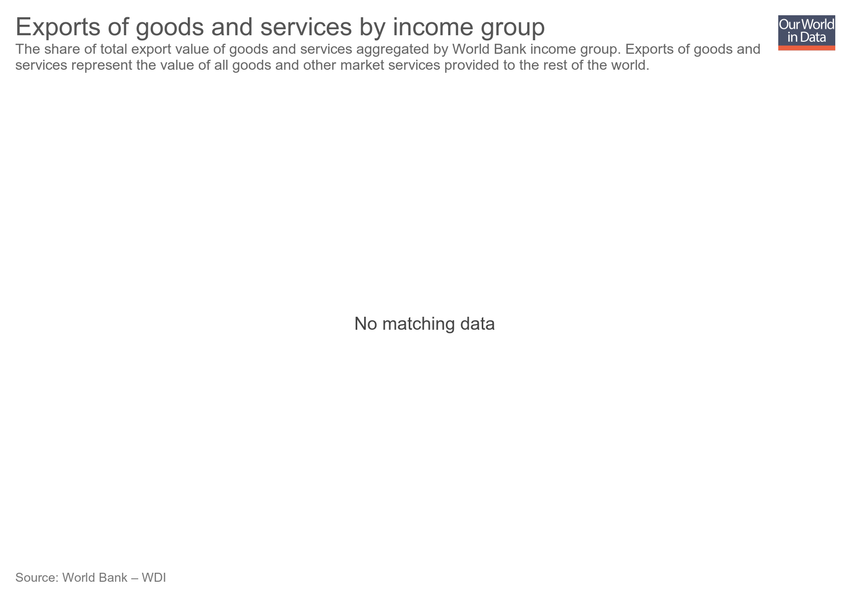 Exports of goods and services by income group
The share of total export value of goods and services aggregated by World Bank income group. Exports of goods and
services represent the value of all goods and other market services provided to the rest of the world.
Our World
in Data
No matching data
Source: World Bank – WDI